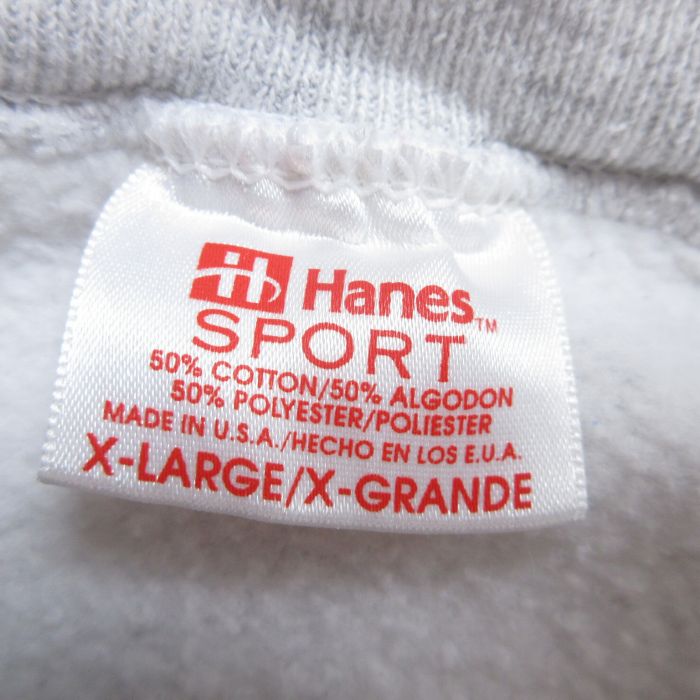 Hanes™
SPORT
50% COTTON/50% ALGODON
50% POLYESTER/POLIESTER
MADE IN U.S.A./HECHO EN LOS E.U.A.
X-LARGE/X-GRANDE